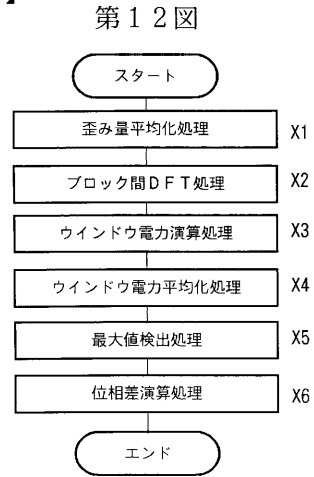 第12図
スタート
歪み量平均化処理 X1
ブロック間DFT処理 X2
ウインドウ電力演算処理 X3
ウインドウ電力平均化処理 X4
最大値検出処理 X5
位相差演算処理 X6
エンド